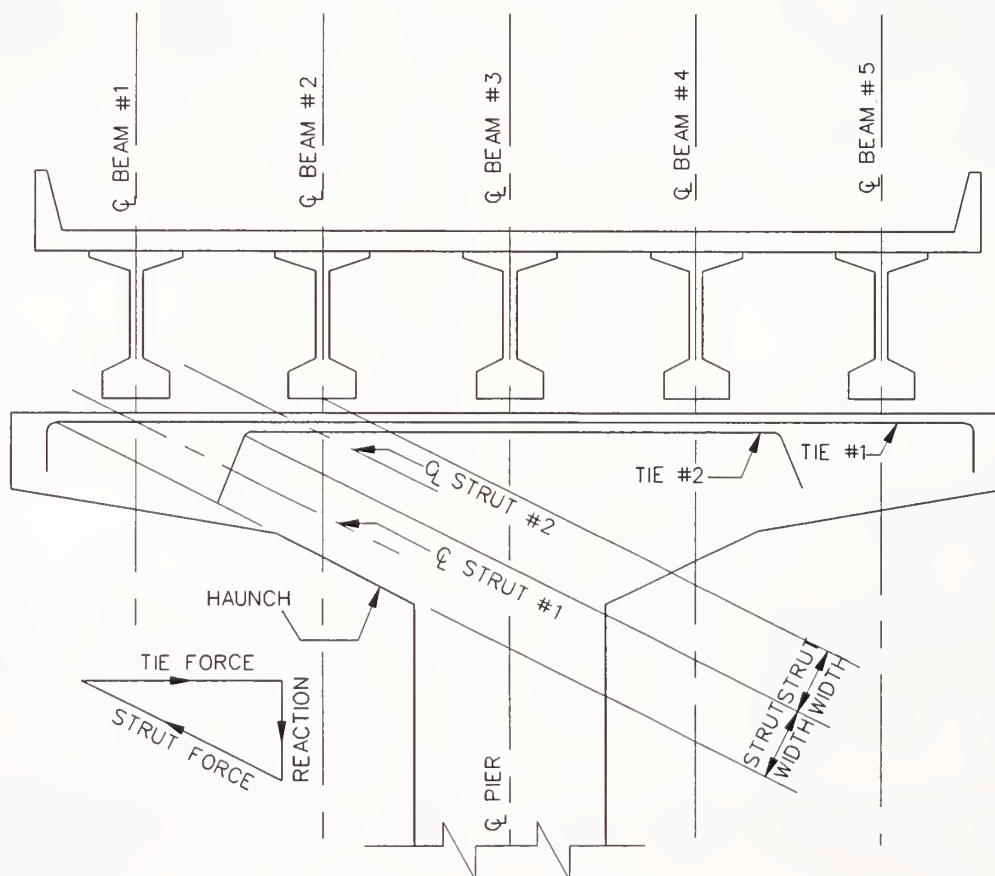 ℄ BEAM #1
℄ BEAM #2
℄ BEAM #3
℄ BEAM #4
℄ BEAM #5
TIE #1
TIE #2
℄ STRUT #2
℄ STRUT #1
HAUNCH
TIE FORCE
REACTION
STRUT FORCE
℄ PIER
STRUT
WIDTH
STRUT
WIDTH